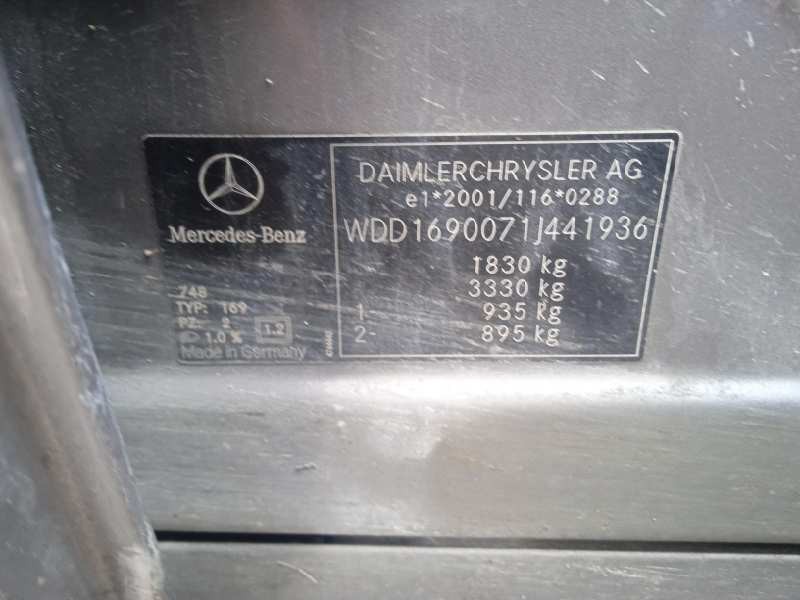 Mercedes-Benz
748
TYP: 169
PZ: 2
1.0 % 1.2
Made in Germany
DAIMLERCHRYSLER AG
e1*2001/116*0288
WDD1690071J441936
1830 kg
3330 kg
1- 935 kg
2- 895 kg